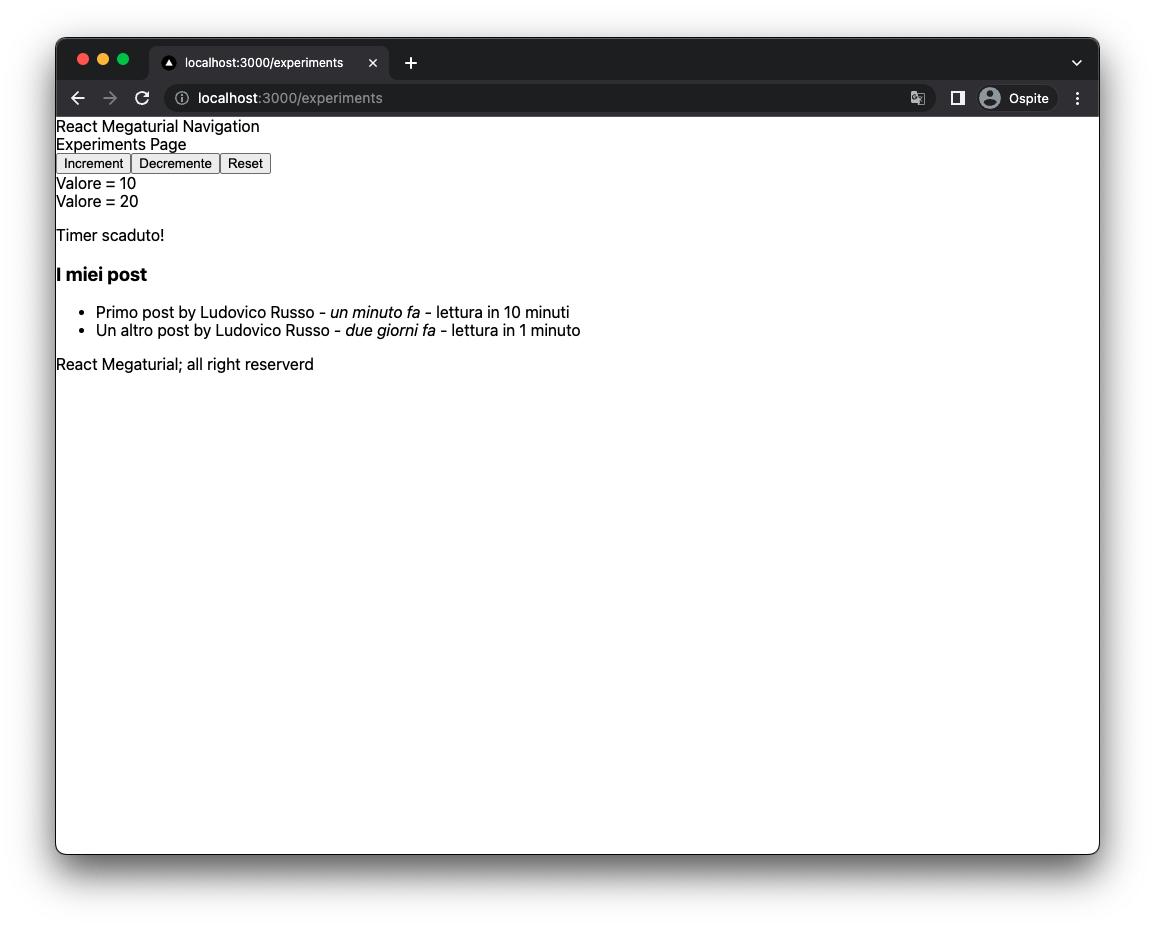 localhost:3000/experiments
localhost:3000/experiments
Ospite
React Megaturial Navigation
Experiments Page
Increment Decremente Reset
Valore = 10
Valore = 20
Timer scaduto!
I miei post
Primo post by Ludovico Russo - un minuto fa - lettura in 10 minuti
Un altro post by Ludovico Russo - due giorni fa - lettura in 1 minuto
React Megaturial; all right reserverd